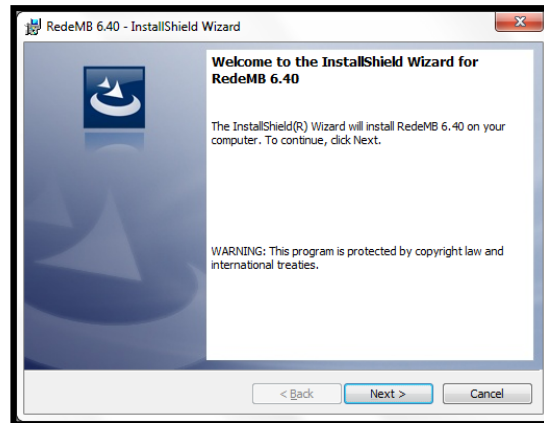 RedeMB 6.40 - InstallShield Wizard
Welcome to the InstallShield Wizard for
RedeMB 6.40
The InstallShield(R) Wizard will install RedeMB 6.40 on your
computer. To continue, click Next.
WARNING: This program is protected by copyright law and
international treaties.
< Back
Next >
Cancel